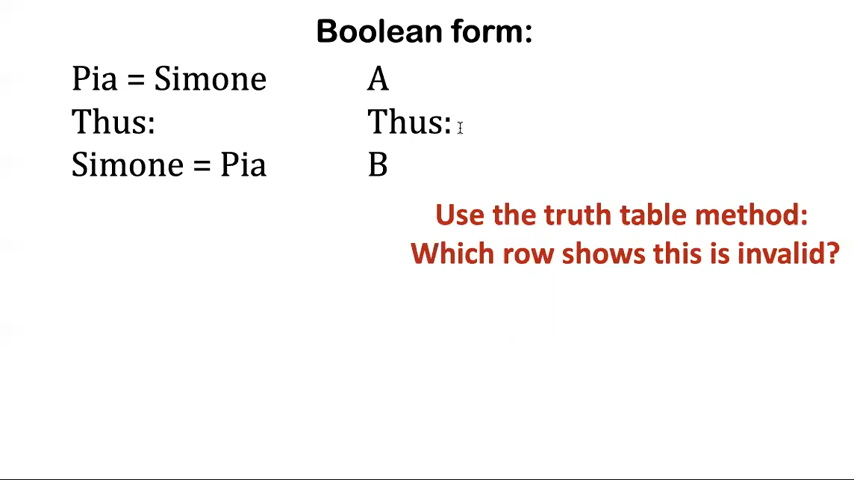 Boolean form:
Pia = Simone A
Thus: Thus:
Simone = Pia B
Use the truth table method:
Which row shows this is invalid?